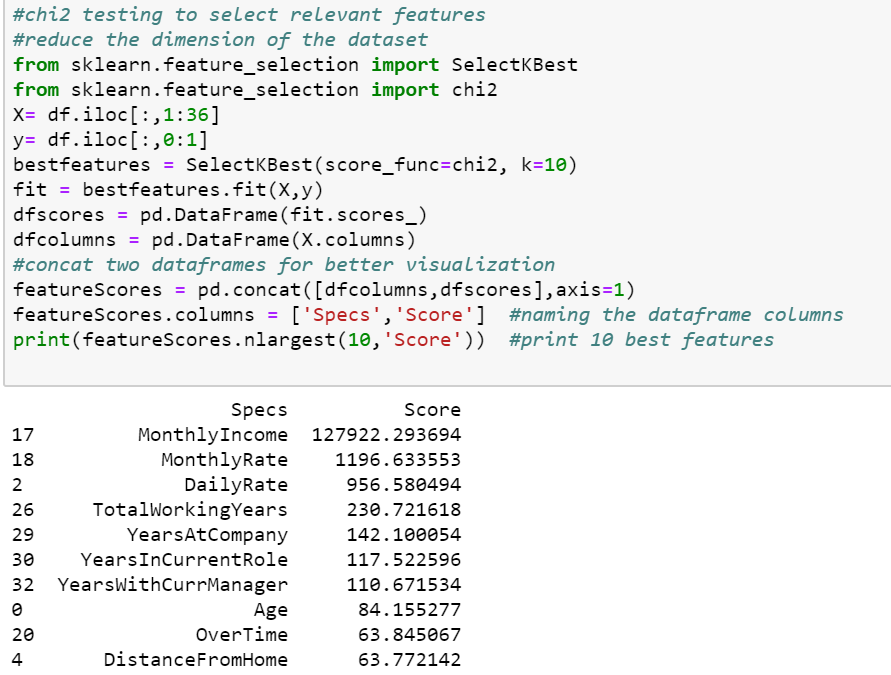 #chi2 testing to select relevant features
#reduce the dimension of the dataset
from sklearn.feature_selection import SelectKBest
from sklearn.feature_selection import chi2
X= df.iloc[:,1:36]
y= df.iloc[:,0:1]
bestfeatures = SelectKBest(score_func=chi2, k=10)
fit = bestfeatures.fit(X,y)
dfscores = pd.DataFrame(fit.scores_)
dfcolumns = pd.DataFrame(X.columns)
#concat two dataframes for better visualization
featureScores = pd.concat([dfcolumns,dfscores],axis=1)
featureScores.columns = ['Specs','Score']  #naming the dataframe columns
print(featureScores.nlargest(10,'Score'))  #print 10 best features
Specs Score
17 MonthlyIncome 127922.293694
18 MonthlyRate 1196.633553
2 DailyRate 956.580494
26 TotalWorkingYears 230.721618
29 YearsAtCompany 142.100054
30 YearsInCurrentRole 117.522596
32 YearsWithCurrManager 110.671534
0 Age 84.155277
20 OverTime 63.845067
4 DistanceFromHome 63.772142